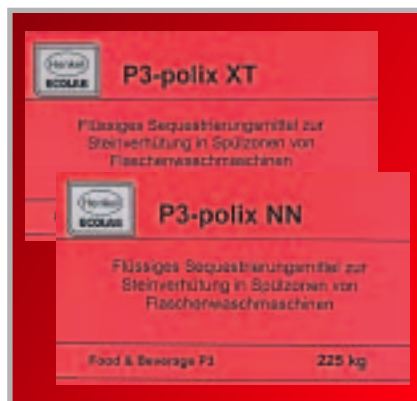 Henkel
ECOLAB
P3-polix XT
Flüssiges Sequestrierungsmittel zur
Steinverhütung in Spülzonen von
Flaschenwaschmaschinen
Henkel
ECOLAB
P3-polix NN
Flüssiges Sequestrierungsmittel zur
Steinverhütung in Spülzonen von
Flaschenwaschmaschinen
Food & Beverage P3 225 kg